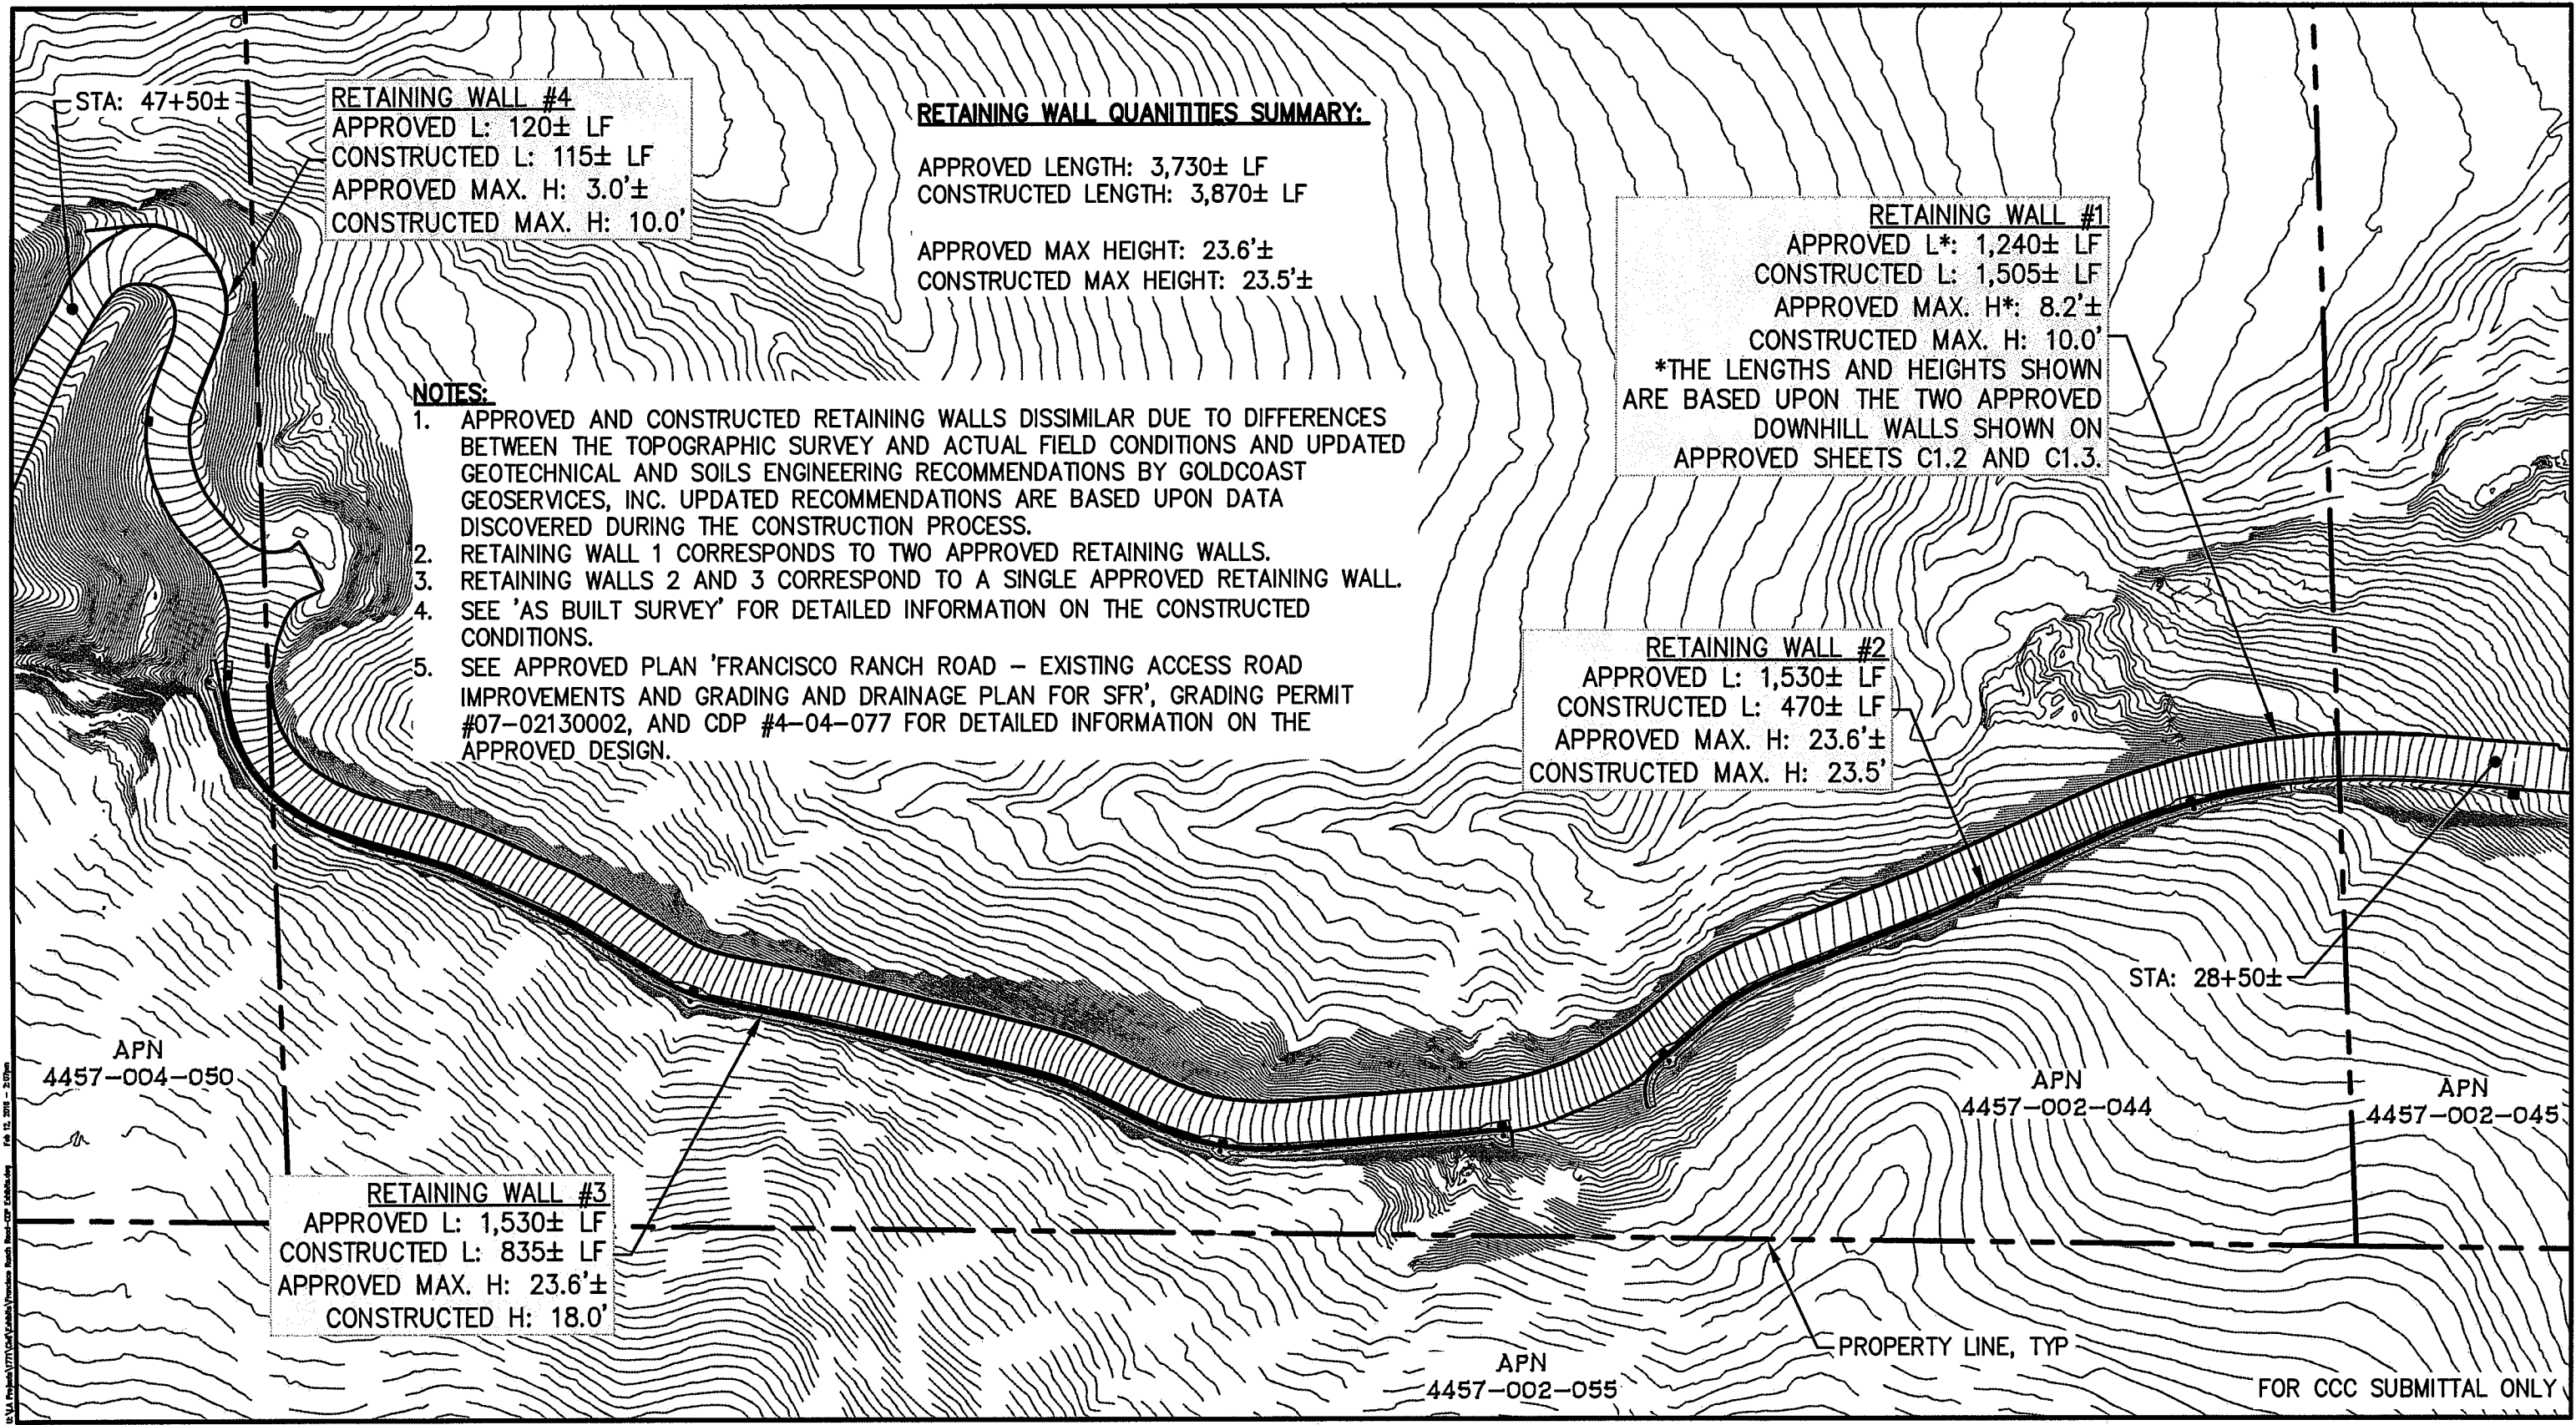 STA: 47+50±
RETAINING WALL #4
APPROVED L: 120± LF
CONSTRUCTED L: 115± LF
APPROVED MAX. H: 3.0'±
CONSTRUCTED MAX. H: 10.0'
RETAINING WALL QUANITITIES SUMMARY:
APPROVED LENGTH: 3,730± LF
CONSTRUCTED LENGTH: 3,870± LF
APPROVED MAX HEIGHT: 23.6'±
CONSTRUCTED MAX HEIGHT: 23.5'±
RETAINING WALL #1
APPROVED L*: 1,240± LF
CONSTRUCTED L: 1,505± LF
APPROVED MAX. H*: 8.2'±
CONSTRUCTED MAX. H: 10.0'
*THE LENGTHS AND HEIGHTS SHOWN
ARE BASED UPON THE TWO APPROVED
DOWNHILL WALLS SHOWN ON
APPROVED SHEETS C1.2 AND C1.3.
NOTES:
1. APPROVED AND CONSTRUCTED RETAINING WALLS DISSIMILAR DUE TO DIFFERENCES
BETWEEN THE TOPOGRAPHIC SURVEY AND ACTUAL FIELD CONDITIONS AND UPDATED
GEOTECHNICAL AND SOILS ENGINEERING RECOMMENDATIONS BY GOLDCOAST
GEOSERVICES, INC. UPDATED RECOMMENDATIONS ARE BASED UPON DATA
DISCOVERED DURING THE CONSTRUCTION PROCESS.
2. RETAINING WALL 1 CORRESPONDS TO TWO APPROVED RETAINING WALLS.
3. RETAINING WALLS 2 AND 3 CORRESPOND TO A SINGLE APPROVED RETAINING WALL.
4. SEE 'AS BUILT SURVEY' FOR DETAILED INFORMATION ON THE CONSTRUCTED
CONDITIONS.
5. SEE APPROVED PLAN 'FRANCISCO RANCH ROAD – EXISTING ACCESS ROAD
IMPROVEMENTS AND GRADING AND DRAINAGE PLAN FOR SFR', GRADING PERMIT
#07-02130002, AND CDP #4-04-077 FOR DETAILED INFORMATION ON THE
APPROVED DESIGN.
RETAINING WALL #2
APPROVED L: 1,530± LF
CONSTRUCTED L: 470± LF
APPROVED MAX. H: 23.6'±
CONSTRUCTED MAX. H: 23.5'
STA: 28+50±
APN
4457-004-050
APN
4457-002-044
APN
4457-002-045
RETAINING WALL #3
APPROVED L: 1,530± LF
CONSTRUCTED L: 835± LF
APPROVED MAX. H: 23.6'±
CONSTRUCTED H: 18.0'
PROPERTY LINE, TYP
APN
4457-002-055
FOR CCC SUBMITTAL ONLY